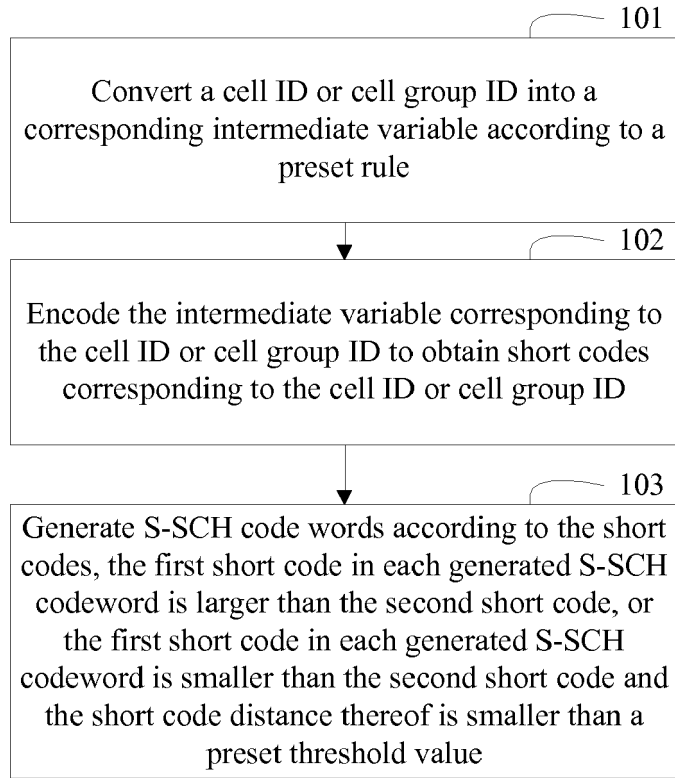 101
Convert a cell ID or cell group ID into a
corresponding intermediate variable according to a
preset rule
102
Encode the intermediate variable corresponding to
the cell ID or cell group ID to obtain short codes
corresponding to the cell ID or cell group ID
103
Generate S-SCH code words according to the short
codes, the first short code in each generated S-SCH
codeword is larger than the second short code, or
the first short code in each generated S-SCH
codeword is smaller than the second short code and
the short code distance thereof is smaller than a
preset threshold value